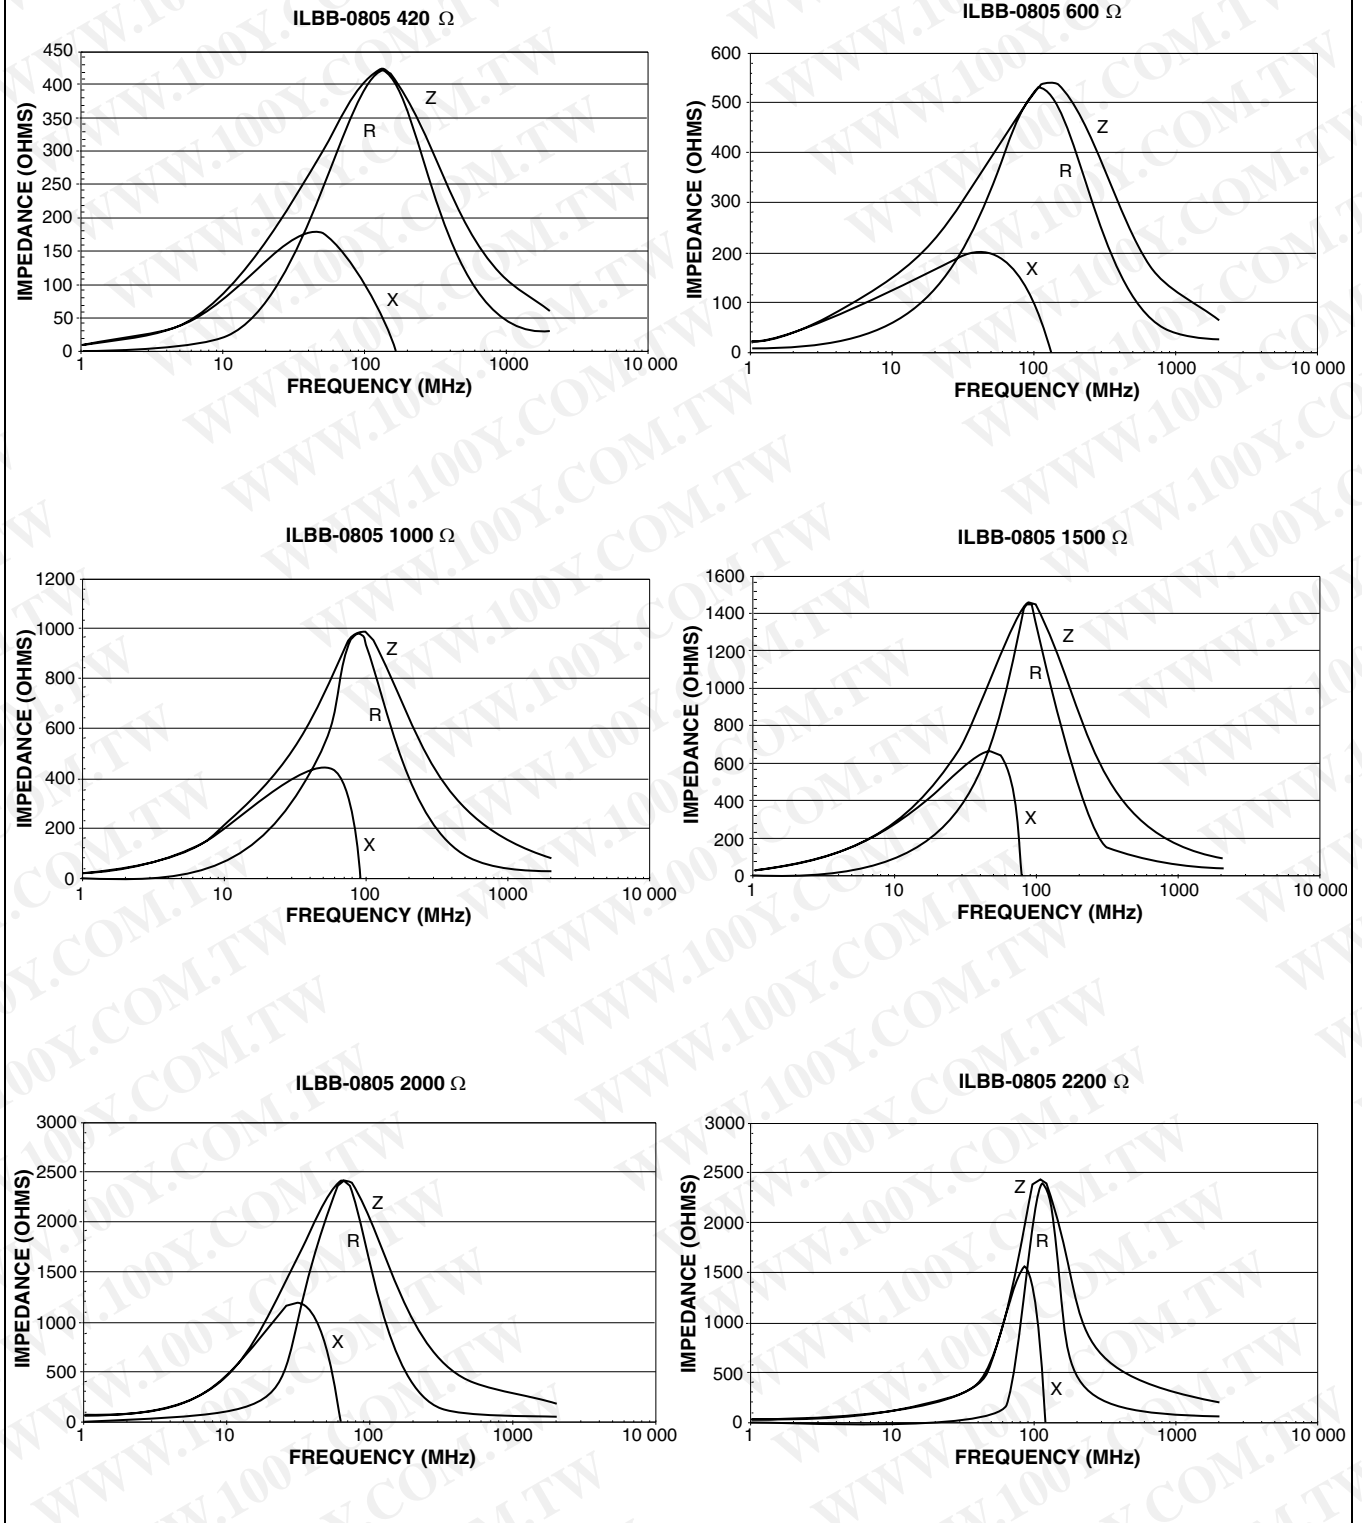 ILBB-0805 420 Ω
450
400
350
300
250
200
150
100
50
0
IMPEDANCE (OHMS)
Z
R
X
1
10
100
1000
10 000
FREQUENCY (MHz)
ILBB-0805 600 Ω
600
500
400
300
200
100
0
IMPEDANCE (OHMS)
Z
R
X
1
10
100
1000
10 000
FREQUENCY (MHz)
ILBB-0805 1000 Ω
1200
1000
800
600
400
200
0
IMPEDANCE (OHMS)
Z
R
X
1
10
100
1000
10 000
FREQUENCY (MHz)
ILBB-0805 1500 Ω
1600
1400
1200
1000
800
600
400
200
0
IMPEDANCE (OHMS)
Z
R
X
1
10
100
1000
10 000
FREQUENCY (MHz)
ILBB-0805 2000 Ω
3000
2500
2000
1500
1000
500
0
IMPEDANCE (OHMS)
Z
R
X
1
10
100
1000
10 000
FREQUENCY (MHz)
ILBB-0805 2200 Ω
3000
2500
2000
1500
1000
500
0
IMPEDANCE (OHMS)
Z
R
X
1
10
100
1000
10 000
FREQUENCY (MHz)
WWW.100Y.COM.TW